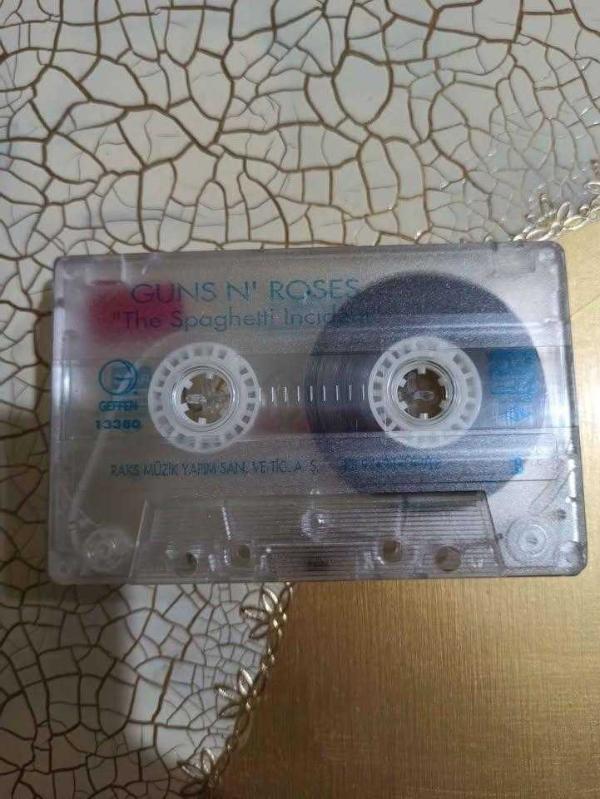 GUNS N' ROSES
"The Spaghetti Incident
GEFFEN
13380
RAKS MÜZİK YAPIM SAN. VE TİC. A. Ş.
B